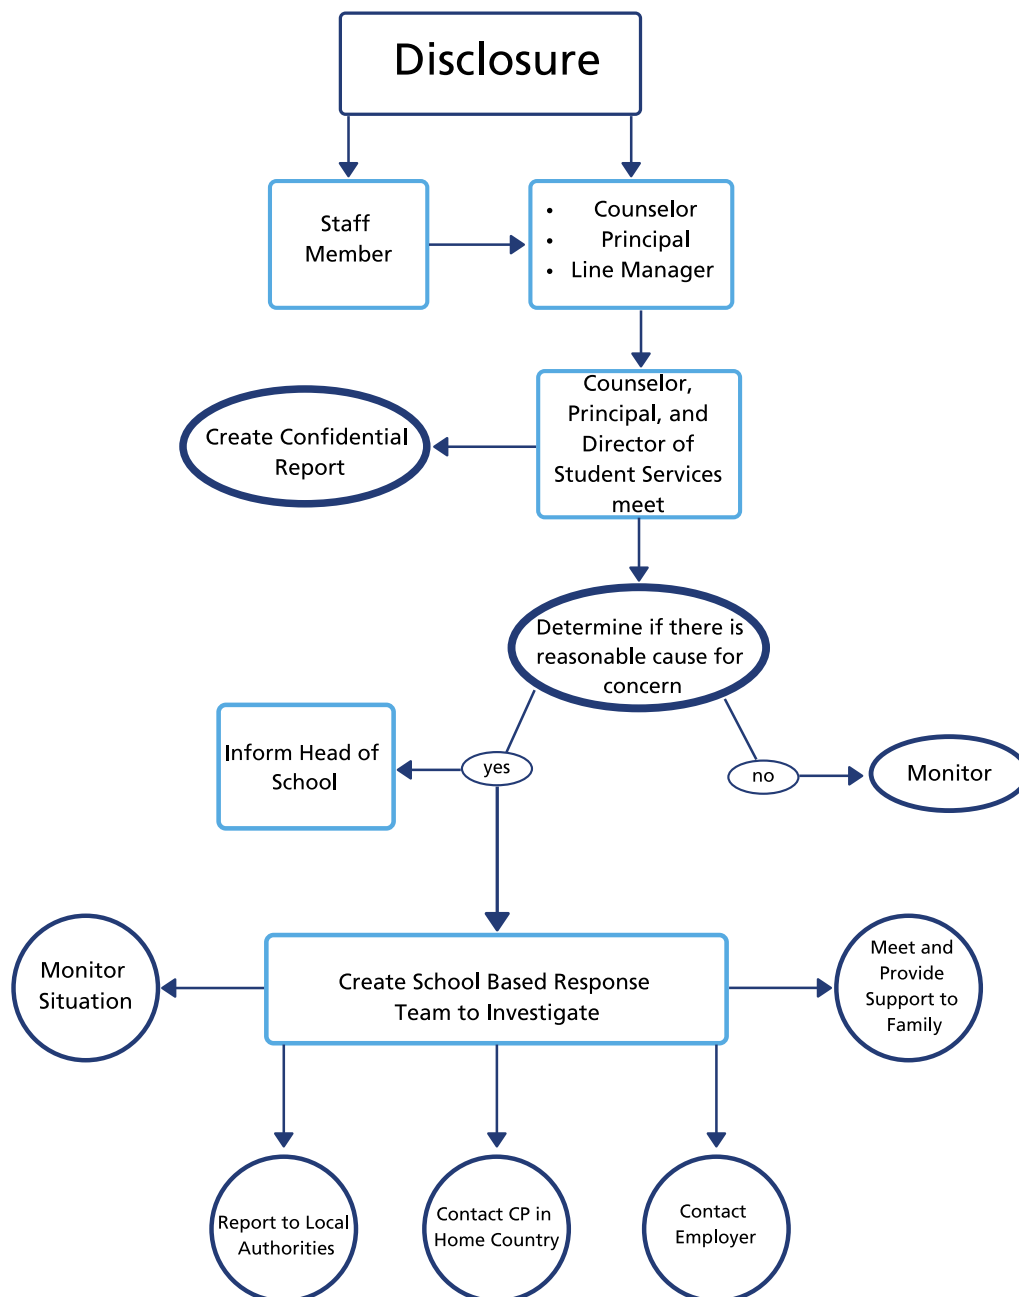 Disclosure
Staff
Member
• Counselor
• Principal
• Line Manager
Counselor,
Principal, and
Director of
Student Services
meet
Create Confidential
Report
Determine if there is
reasonable cause for
concern
Inform Head of
School
yes
no
Monitor
Monitor
Situation
Create School Based Response
Team to Investigate
Meet and
Provide
Support to
Family
Report to Local
Authorities
Contact CP in
Home Country
Contact
Employer